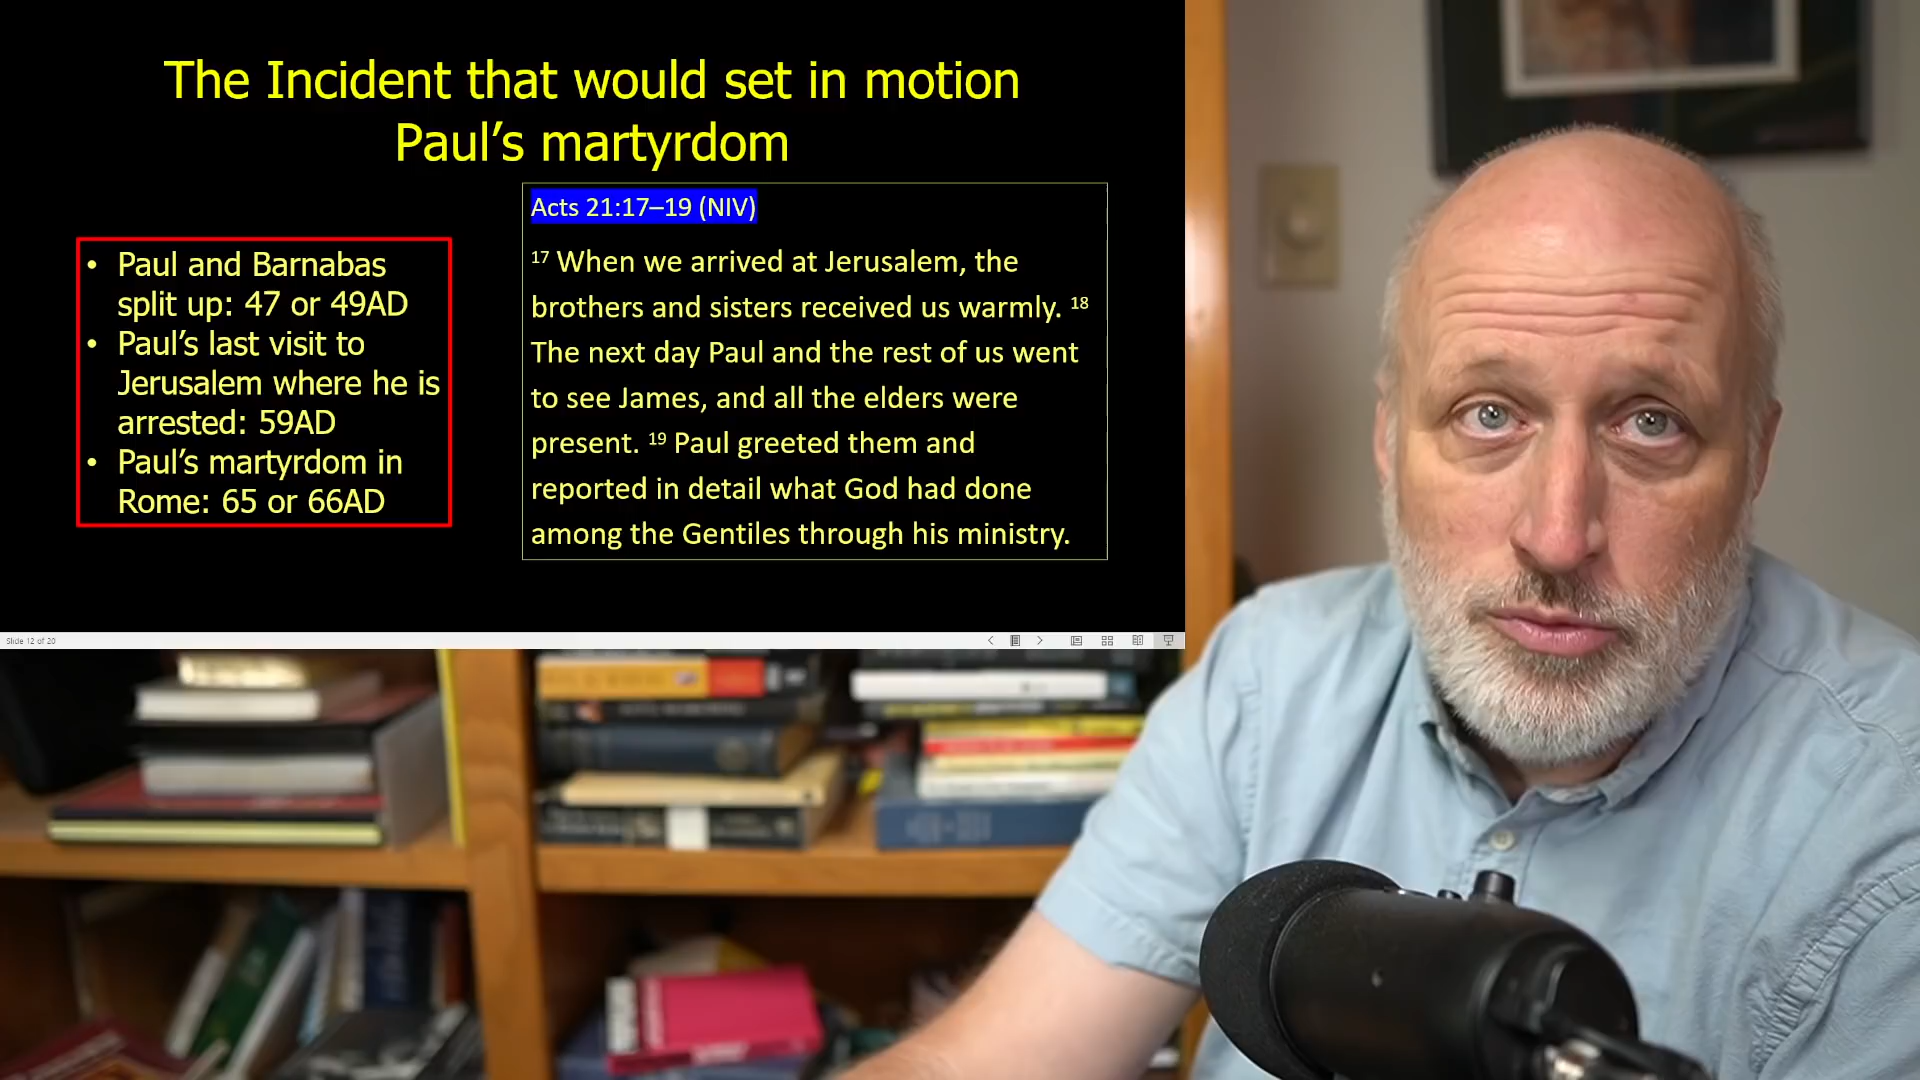 The Incident that would set in motion
Paul’s martyrdom
• Paul and Barnabas
split up: 47 or 49AD
• Paul’s last visit to
Jerusalem where he is
arrested: 59AD
• Paul’s martyrdom in
Rome: 65 or 66AD
Acts 21:17–19 (NIV)
17 When we arrived at Jerusalem, the
brothers and sisters received us warmly. 18
The next day Paul and the rest of us went
to see James, and all the elders were
present. 19 Paul greeted them and
reported in detail what God had done
among the Gentiles through his ministry.
Slide 12 of 20